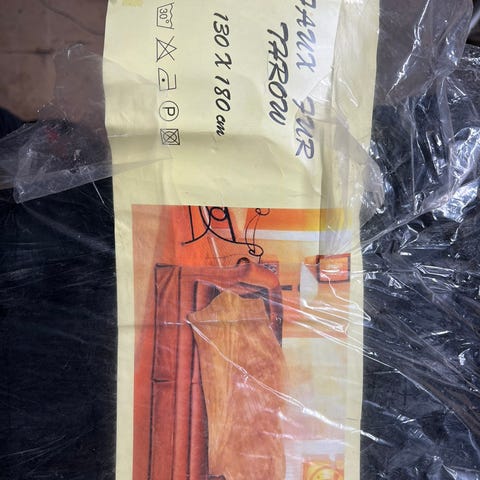 FAUX FUR
THROW
130 X 180 cm
30° P